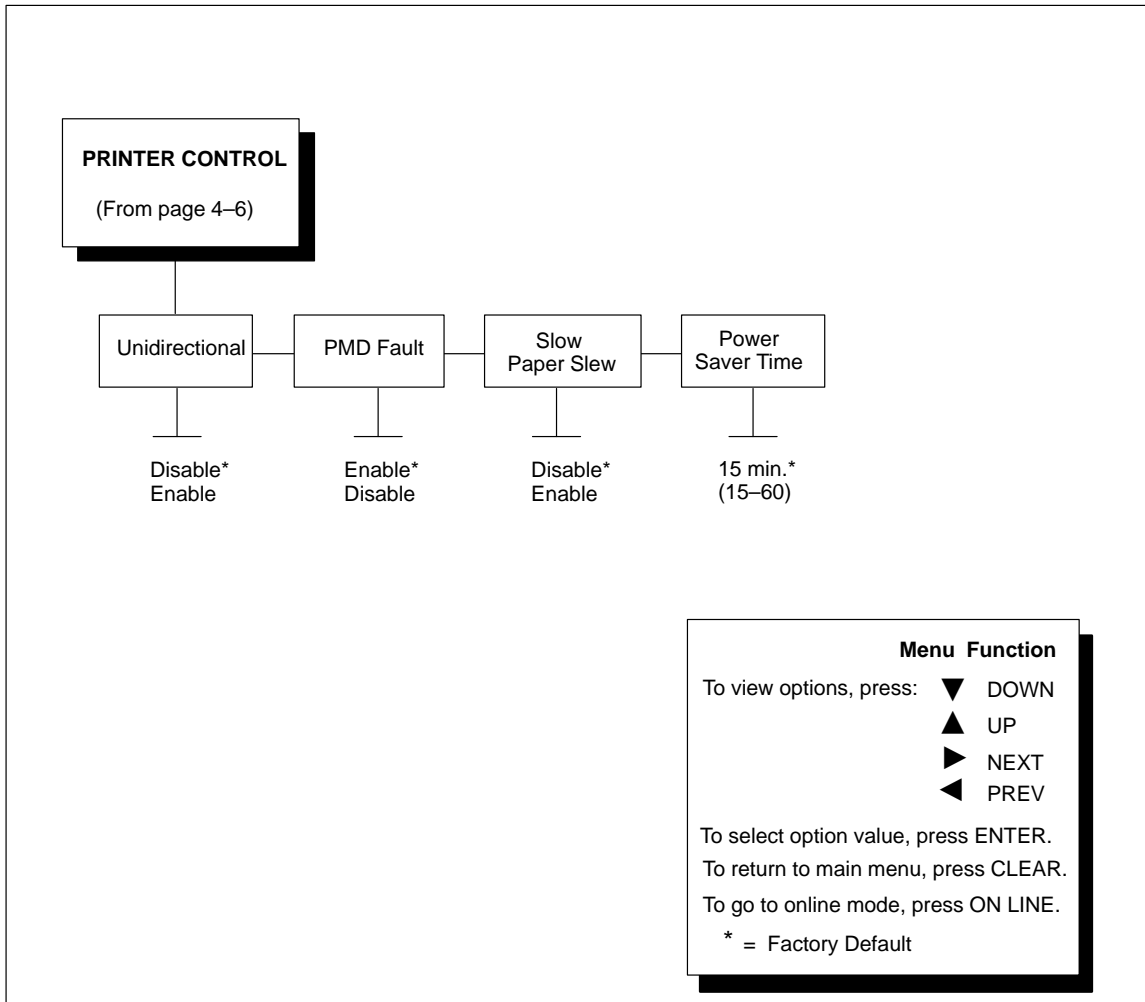 PRINTER CONTROL
(From page 4–6)
Unidirectional
PMD Fault
Slow
Paper Slew
Power
Saver Time
Disable*
Enable
Enable*
Disable
Disable*
Enable
15 min.*
(15–60)
Menu Function
To view options, press: ▼ DOWN
▲ UP
► NEXT
◄ PREV
To select option value, press ENTER.
To return to main menu, press CLEAR.
To go to online mode, press ON LINE.
* = Factory Default